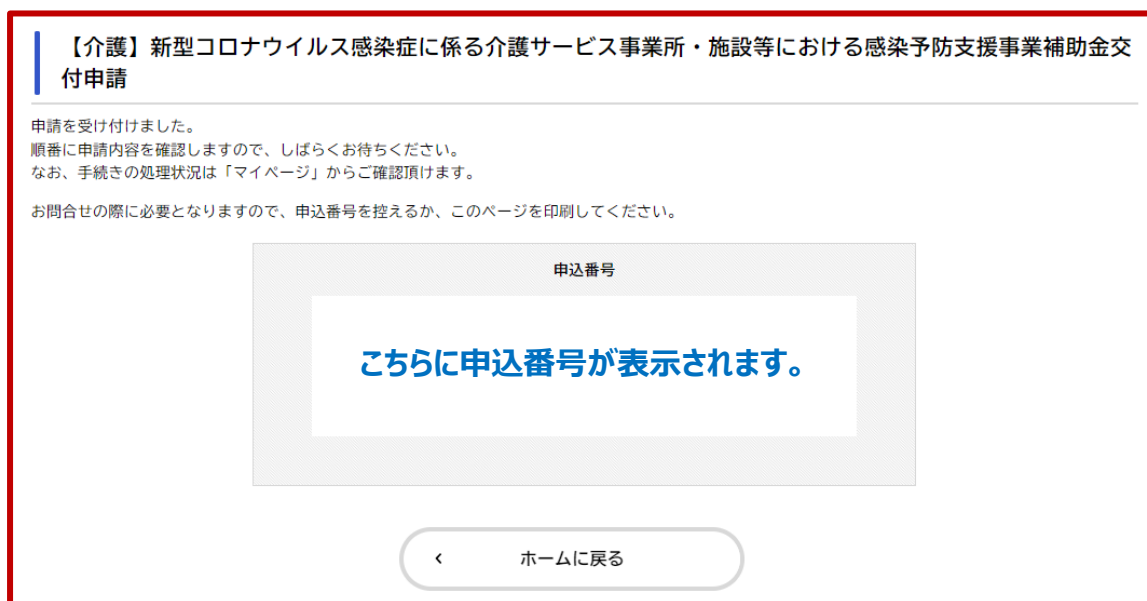 【介護】新型コロナウイルス感染症に係る介護サービス事業所・施設等における感染予防支援事業補助金交
付申請
申請を受け付けました。
順番に申請内容を確認しますので、しばらくお待ちください。
なお、手続きの処理状況は「マイページ」からご確認頂けます。
お問合せの際に必要となりますので、申込番号を控えるか、このページを印刷してください。
申込番号
こちらに申込番号が表示されます。
ホームに戻る